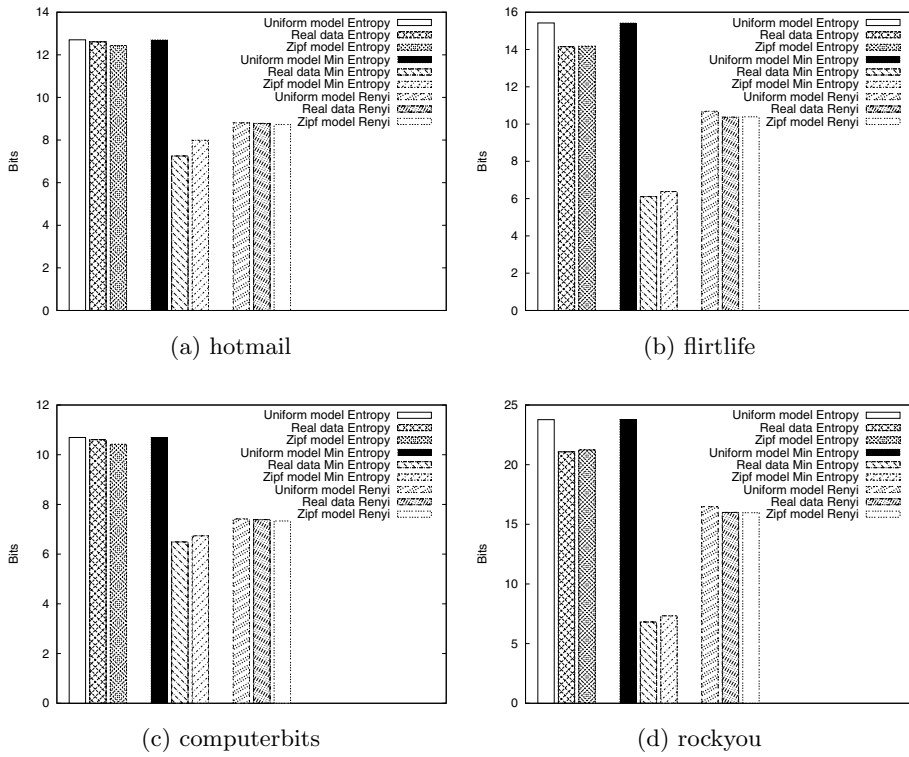 14
12
10
8
6
4
2
0
Bits
Uniform model Entropy
Real data Entropy
Zipf model Entropy
Uniform model Min Entropy
Real data Min Entropy
Zipf model Min Entropy
Uniform model Renyi
Real data Renyi
Zipf model Renyi
(a) hotmail
16
14
12
10
8
6
4
2
0
Bits
Uniform model Entropy
Real data Entropy
Zipf model Entropy
Uniform model Min Entropy
Real data Min Entropy
Zipf model Min Entropy
Uniform model Renyi
Real data Renyi
Zipf model Renyi
(b) flirtlife
12
10
8
6
4
2
0
Bits
Uniform model Entropy
Real data Entropy
Zipf model Entropy
Uniform model Min Entropy
Real data Min Entropy
Zipf model Min Entropy
Uniform model Renyi
Real data Renyi
Zipf model Renyi
(c) computerbits
25
20
15
10
5
0
Bits
Uniform model Entropy
Real data Entropy
Zipf model Entropy
Uniform model Min Entropy
Real data Min Entropy
Zipf model Min Entropy
Uniform model Renyi
Real data Renyi
Zipf model Renyi
(d) rockyou